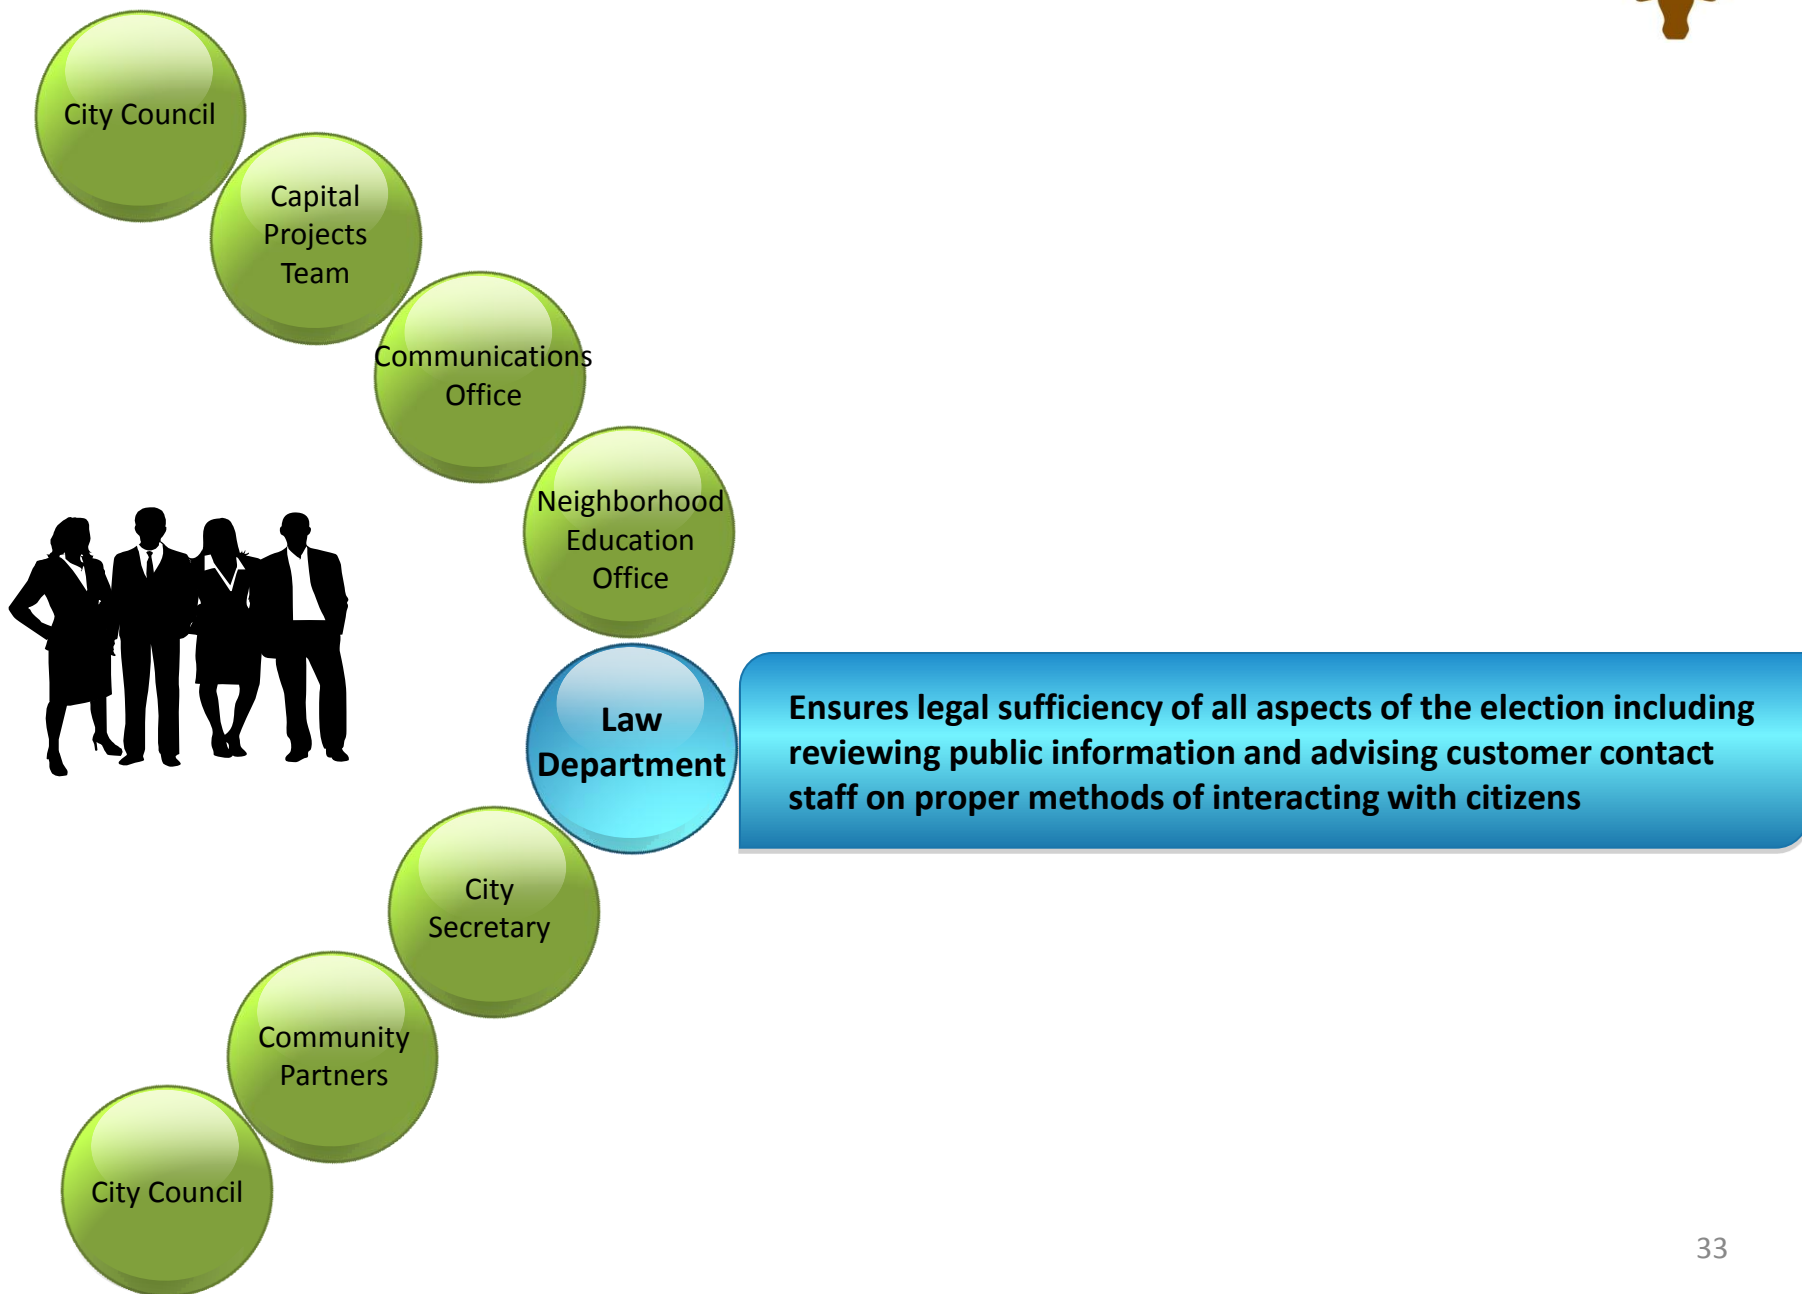 City Council
Capital
Projects
Team
Communications
Office
Neighborhood
Education
Office
Law
Department
Ensures legal sufficiency of all aspects of the election including
reviewing public information and advising customer contact
staff on proper methods of interacting with citizens
City
Secretary
Community
Partners
City Council
33